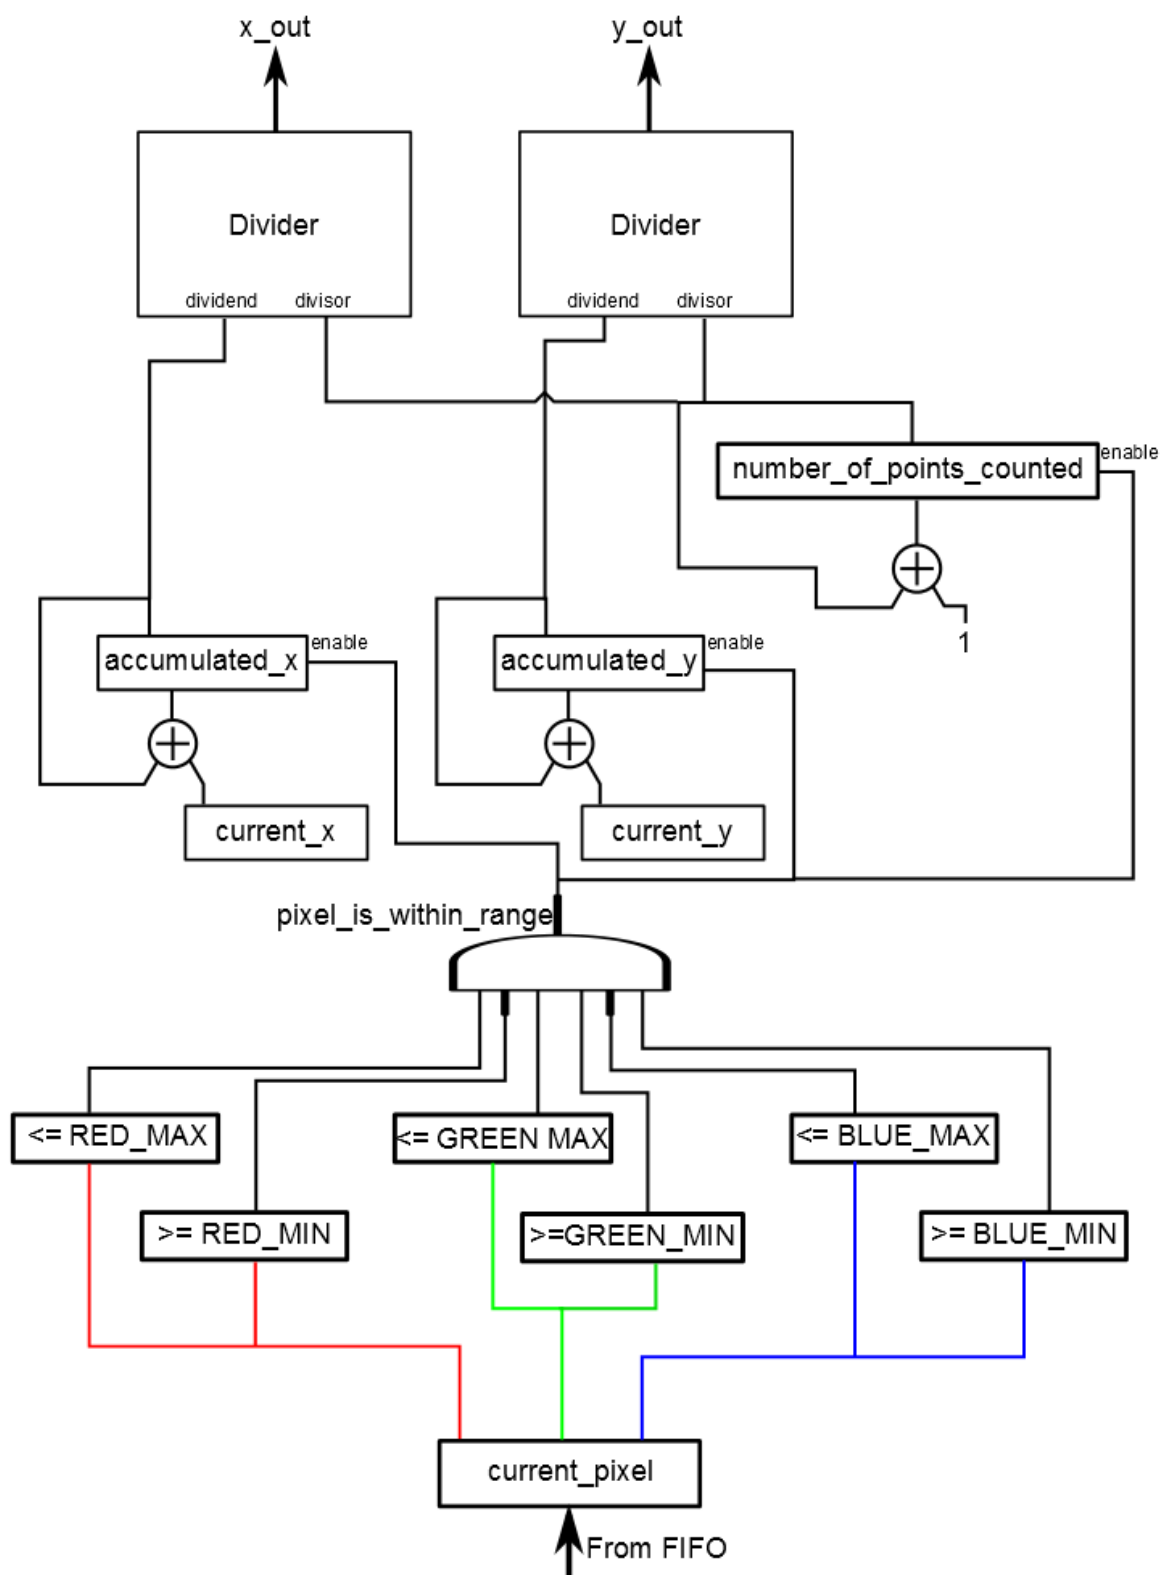 x_out
y_out
Divider
Divider
dividend
divisor
dividend
divisor
number_of_points_counted
enable
1
accumulated_x
enable
accumulated_y
enable
current_x
current_y
pixel_is_within_range
<= RED_MAX
<= GREEN MAX
<= BLUE_MAX
>= RED_MIN
>=GREEN_MIN
>= BLUE_MIN
current_pixel
From FIFO